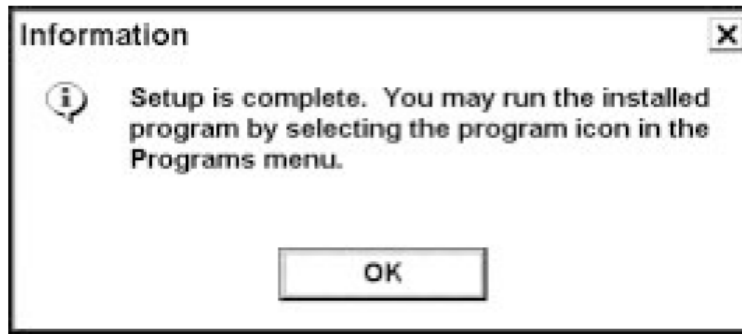 Information
Setup is complete.  You may run the installed
program by selecting the program icon in the
Programs menu.
OK